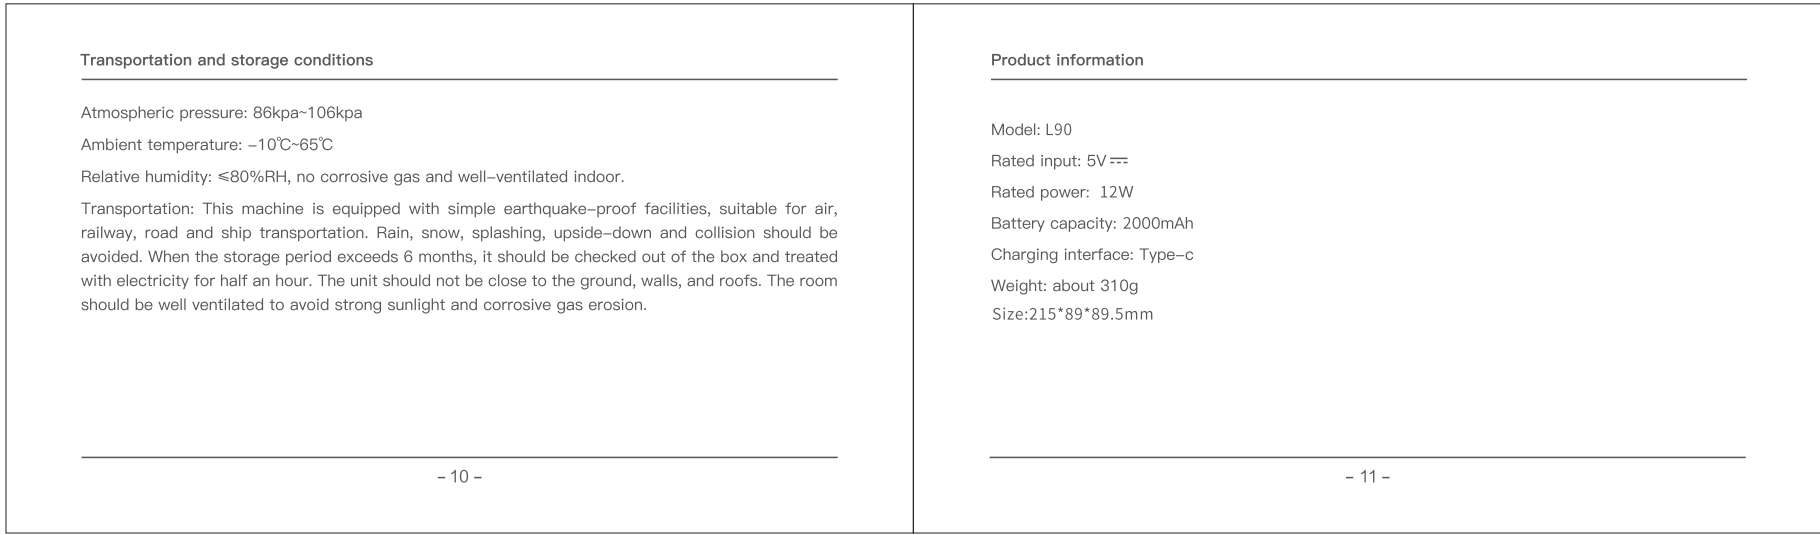 Transportation and storage conditions
Atmospheric pressure: 86kpa~106kpa
Ambient temperature: –10℃~65℃
Relative humidity: ≤80%RH, no corrosive gas and well–ventilated indoor.
Transportation: This machine is equipped with simple earthquake–proof facilities, suitable for air,
railway, road and ship transportation. Rain, snow, splashing, upside–down and collision should be
avoided. When the storage period exceeds 6 months, it should be checked out of the box and treated
with electricity for half an hour. The unit should not be close to the ground, walls, and roofs. The room
should be well ventilated to avoid strong sunlight and corrosive gas erosion.
– 10 –
Product information
Model: L90
Rated input: 5V⎓
Rated power: 12W
Battery capacity: 2000mAh
Charging interface: Type–c
Weight: about 310g
Size:215*89*89.5mm
– 11 –